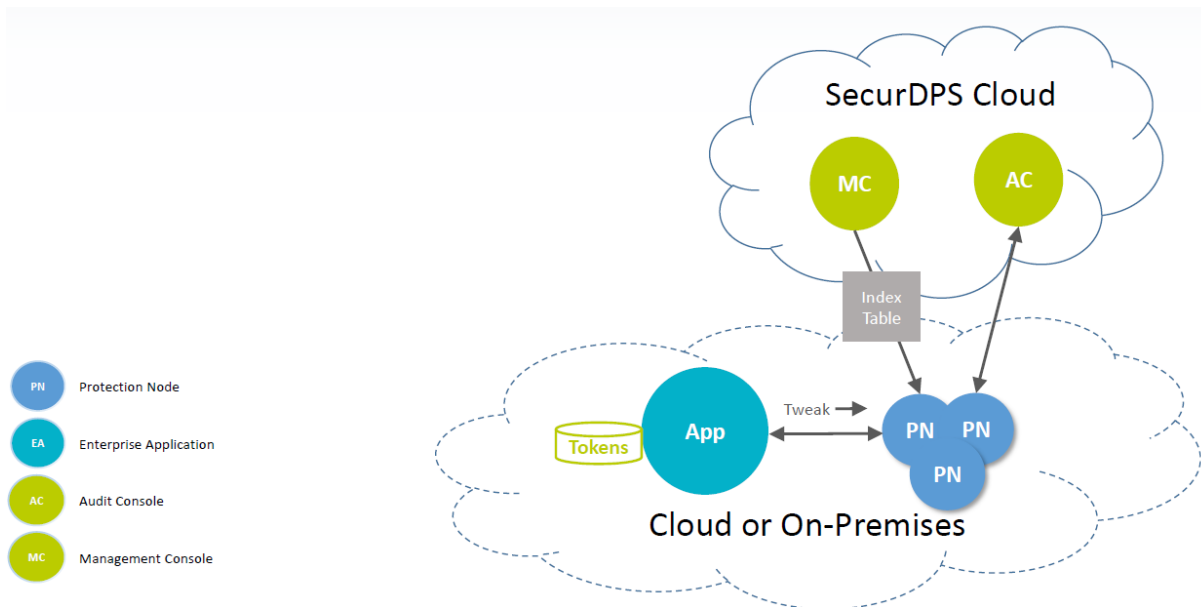 SecurDPS Cloud
MC
AC
Index
Table
PN Protection Node
EA Enterprise Application
AC Audit Console
MC Management Console
Tokens
App
Tweak
PN
PN
PN
Cloud or On-Premises